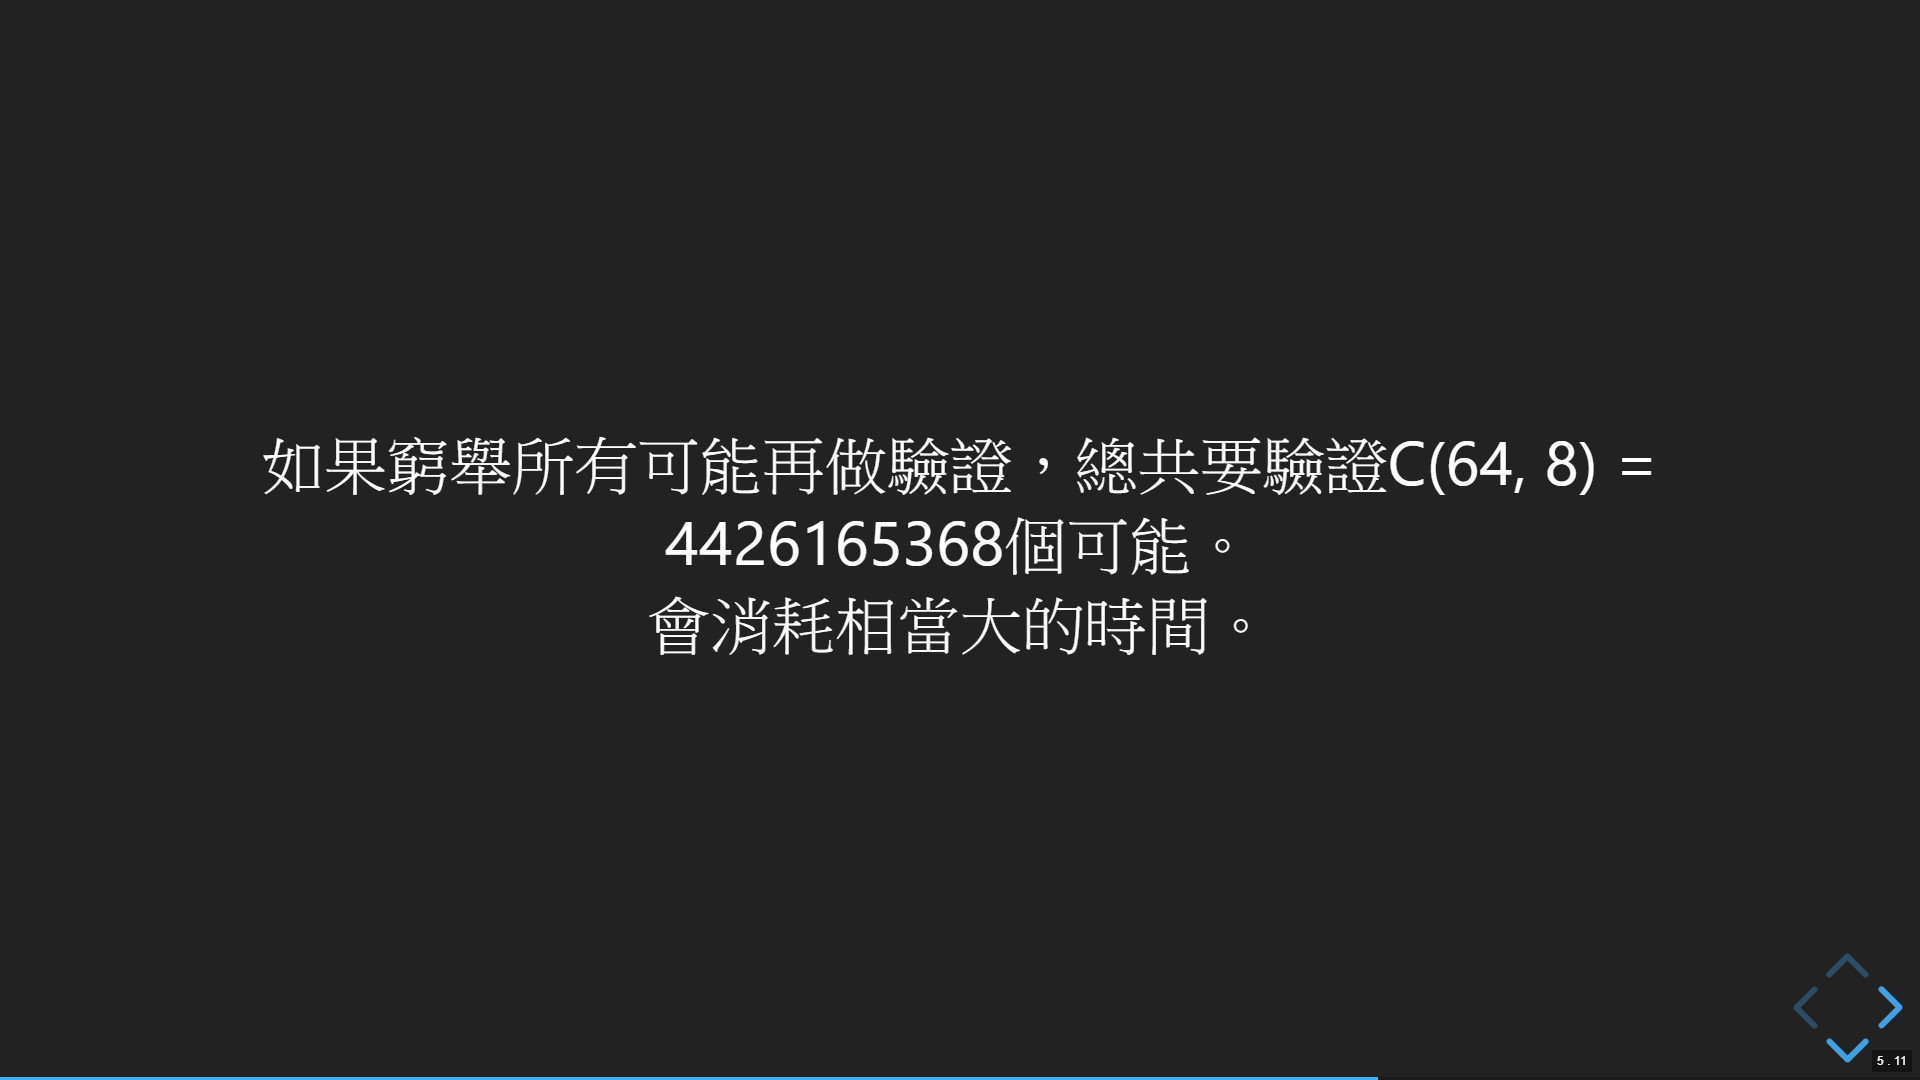 如果窮舉所有可能再做驗證，總共要驗證C(64, 8) =
4426165368個可能。
會消耗相當大的時間。
5 . 11